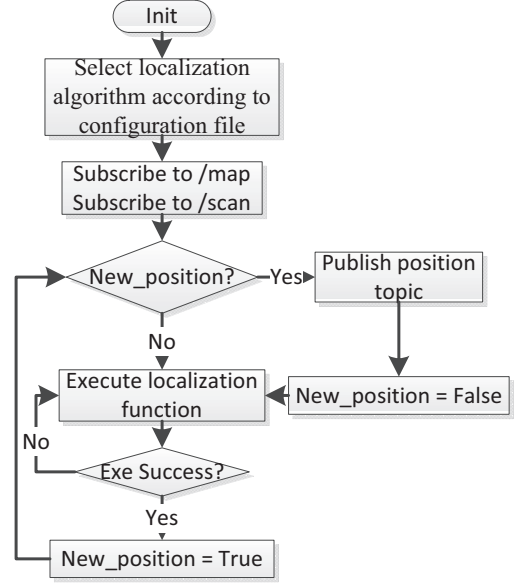 Init
Select localization
algorithm according to
configuration file
Subscribe to /map
Subscribe to /scan
New_position?
Yes
Publish position
topic
No
Execute localization
function
New_position = False
No
Exe Success?
Yes
New_position = True